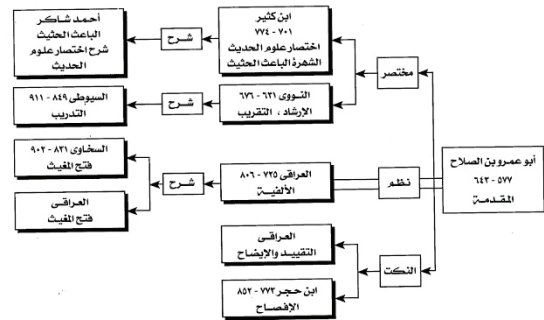 أبو عمرو بن الصلاح
٥٧٧ - ٦٤٣
المقدمة
مختصر
ابن كثير
٧٠١ - ٧٧٤
اختصار علوم الحديث
الشهرة الباعث الحثيث
شرح
أحمد شاكر
الباعث الحثيث
شرح اختصار علوم
الحديث
النووى ٦٣١ - ٦٧٦
الإرشاد ، التقريب
شرح
السيوطى ٨٤٩ - ٩١١
التدريب
نظم
العراقى ٧٢٥ - ٨٠٦
الألفية
شرح
السخاوى ٨٣١ - ٩٠٢
فتح المغيث
العراقى
فتح المغيث
النكت
العراقى
التقييد والإيضاح
ابن حجر ٧٧٣ - ٨٥٢
الإفصاح